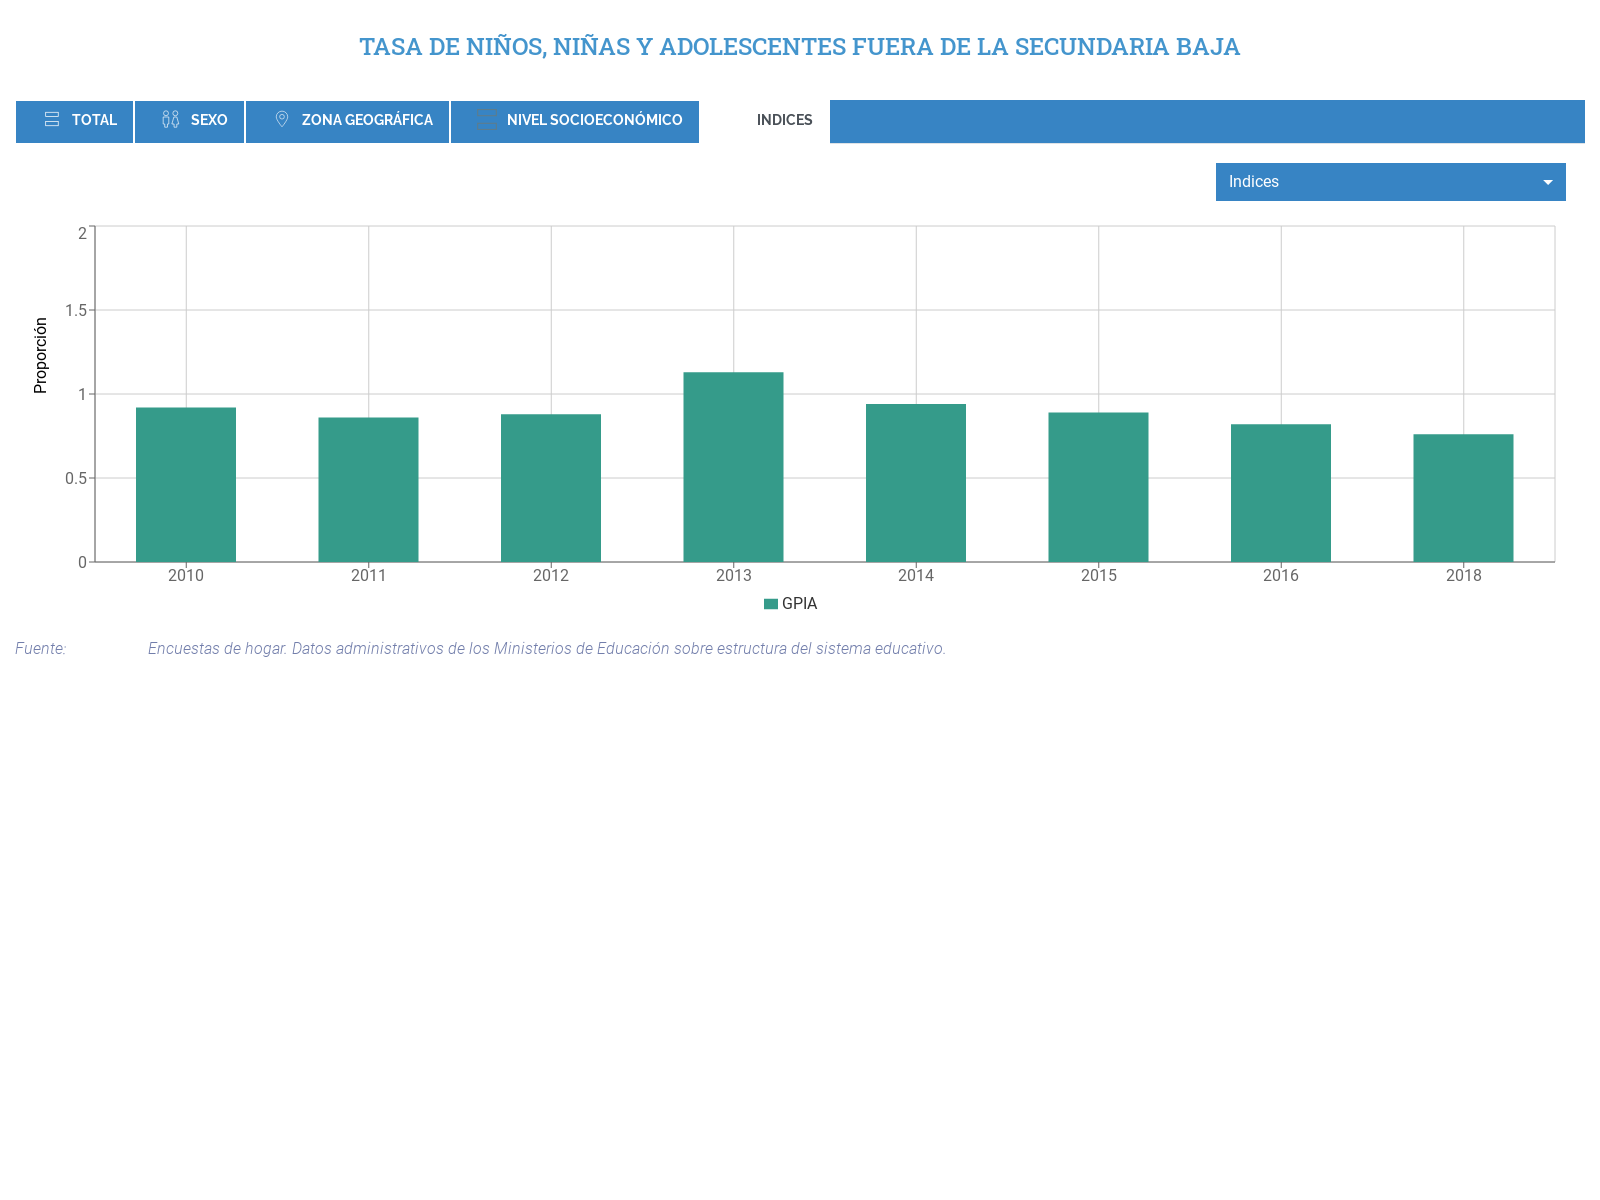 TASA DE NIÑOS, NIÑAS Y ADOLESCENTES FUERA DE LA SECUNDARIA BAJA
TOTAL SEXO ZONA GEOGRÁFICA NIVEL SOCIOECONÓMICO INDICES
Indices
2
1.5
1
0.5
0
Proporción
2010 2011 2012 2013 2014 2015 2016 2018
GPIA
Fuente: Encuestas de hogar. Datos administrativos de los Ministerios de Educación sobre estructura del sistema educativo.